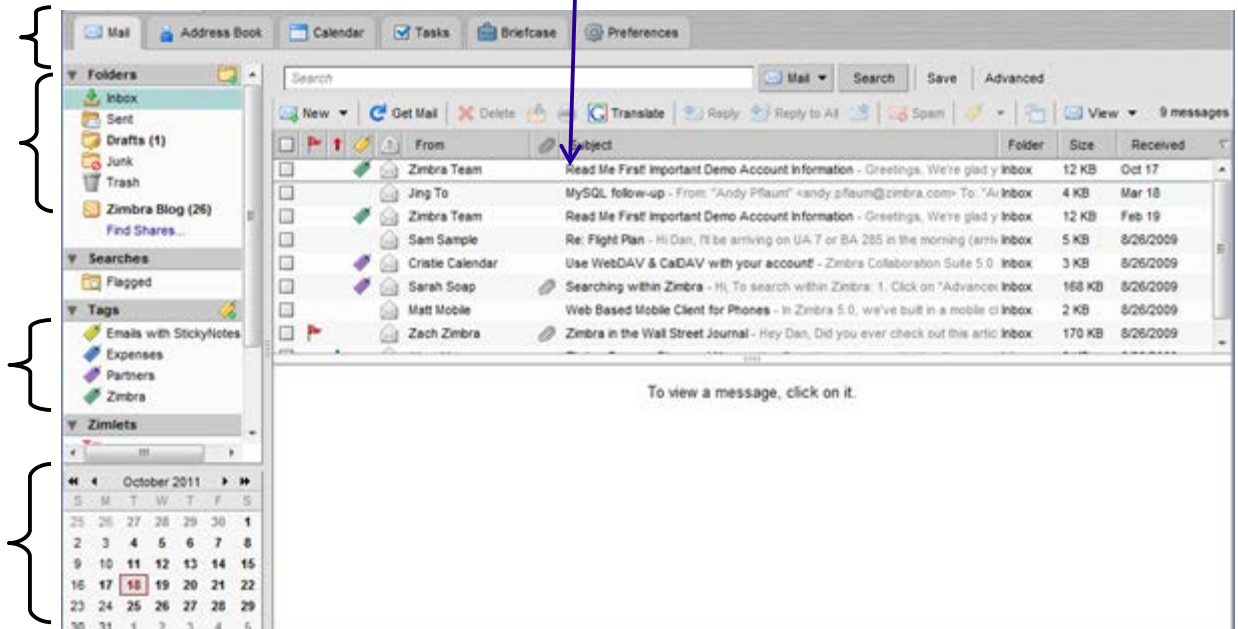 Mail Address Book Calendar Tasks Briefcase Preferences
Folders
Inbox
Sent
Drafts (1)
Junk
Trash
Zimbra Blog (26)
Find Shares...
Searches
Flagged
Tags
Emails with StickyNotes
Expenses
Partners
Zimbra
Zimlets
October 2011
S M T W T F S
25 26 27 28 29 30 1
2 3 4 5 6 7 8
9 10 11 12 13 14 15
16 17 18 19 20 21 22
23 24 25 26 27 28 29
30 31 1 2 3 4 5
Search Mail Search Save Advanced
New Get Mail Delete Translate Reply Reply to All Spam View 9 messages
From Subject Folder Size Received
Zimbra Team Read Me First! Important Demo Account Information - Greetings, We're glad y Inbox 12 KB Oct 17
Jing To MySQL follow-up - From: "Andy Pflaum" <andy.pflaum@zimbra.com> To: Inbox 4 KB Mar 18
Zimbra Team Read Me First! Important Demo Account Information - Greetings, We're glad y Inbox 12 KB Feb 19
Sam Sample Re: Flight Plan - Hi Dan, I'll be arriving on UA 7 or BA 285 in the morning (arriv Inbox 5 KB 8/26/2009
Cristie Calendar Use WebDAV & CalDAV with your account! - Zimbra Collaboration Suite 5.0 Inbox 3 KB 8/26/2009
Sarah Soap Searching within Zimbra - Hi, To search within Zimbra: 1. Click on "Advanced Inbox 168 KB 8/26/2009
Matt Mobile Web Based Mobile Client for Phones - In Zimbra 5.0, we've built in a mobile cl Inbox 2 KB 8/26/2009
Zach Zimbra Zimbra in the Wall Street Journal - Hey Dan, Did you ever check out this artic Inbox 170 KB 8/26/2009
To view a message, click on it.